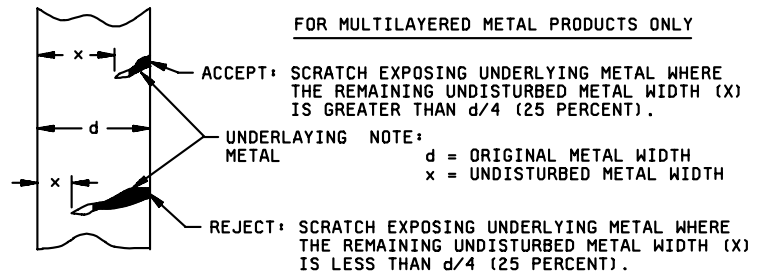 FOR MULTILAYERED METAL PRODUCTS ONLY
x
ACCEPT: SCRATCH EXPOSING UNDERLYING METAL WHERE
THE REMAINING UNDISTURBED METAL WIDTH (X)
IS GREATER THAN d/4 (25 PERCENT).
d
UNDERLAYING
METAL
NOTE:
d = ORIGINAL METAL WIDTH
x = UNDISTURBED METAL WIDTH
x
REJECT: SCRATCH EXPOSING UNDERLYING METAL WHERE
THE REMAINING UNDISTURBED METAL WIDTH (X)
IS LESS THAN d/4 (25 PERCENT).